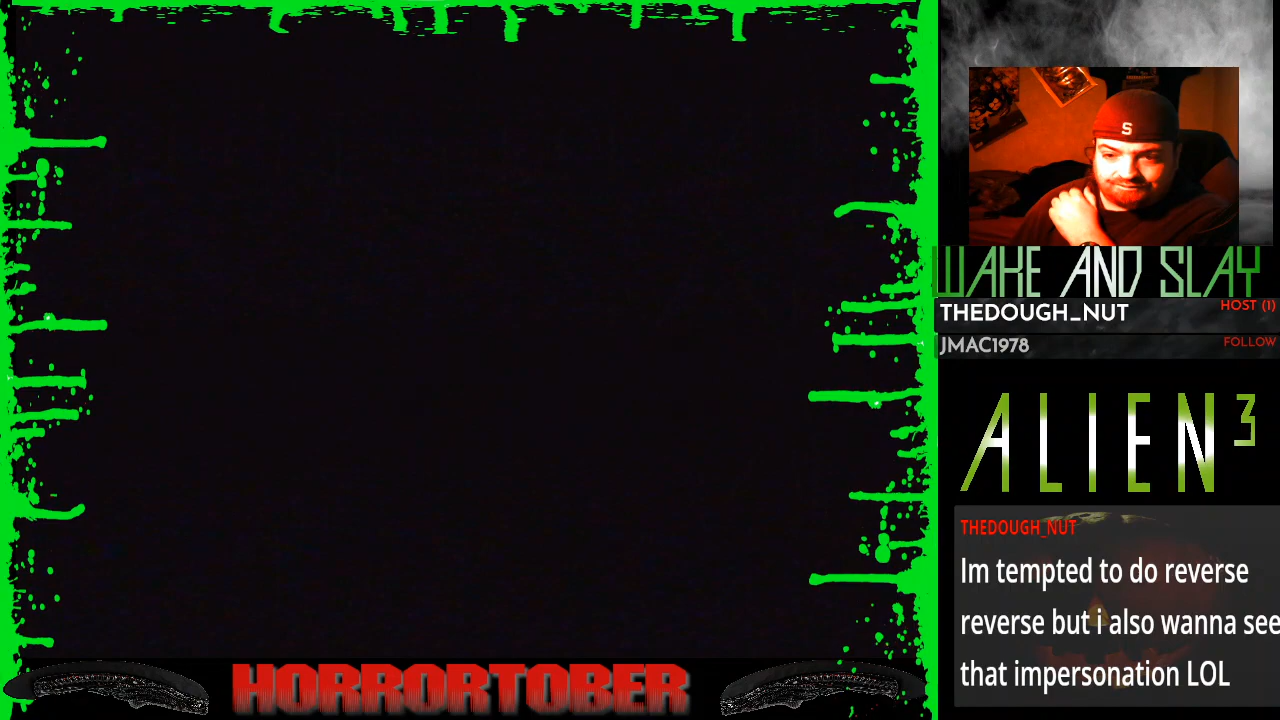 S
WAKE AND SLAY
THEDOUGH_NUT
HOST (1)
JMAC1978
FOLLOW
ALIEN³
THEDOUGH_NUT
Im tempted to do reverse
reverse but i also wanna see
that impersonation LOL
HORRORTOBER